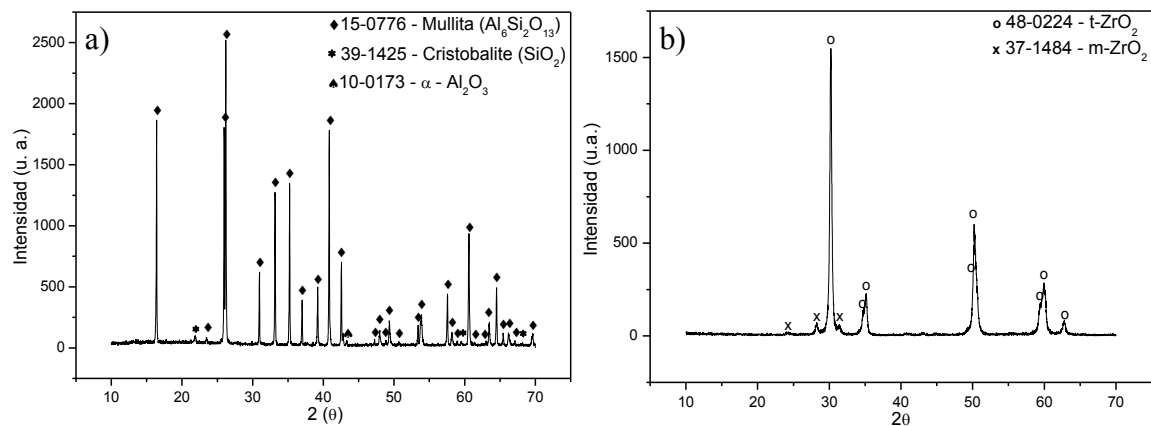 a)
♦15-0776 - Mullita (Al₆Si₂O₁₃)
✱ 39-1425 - Cristobalite (SiO₂)
♠10-0173 - α - Al₂O₃
Intensidad (u. a.)
2500
2000
1500
1000
500
0
10 20 30 40 50 60 70
2 (θ)
b)
o 48-0224 - t-ZrO₂
x 37-1484 - m-ZrO₂
Intensidad (u.a.)
1500
1000
500
0
x x o x o o o o o o o
10 20 30 40 50 60 70
2θ